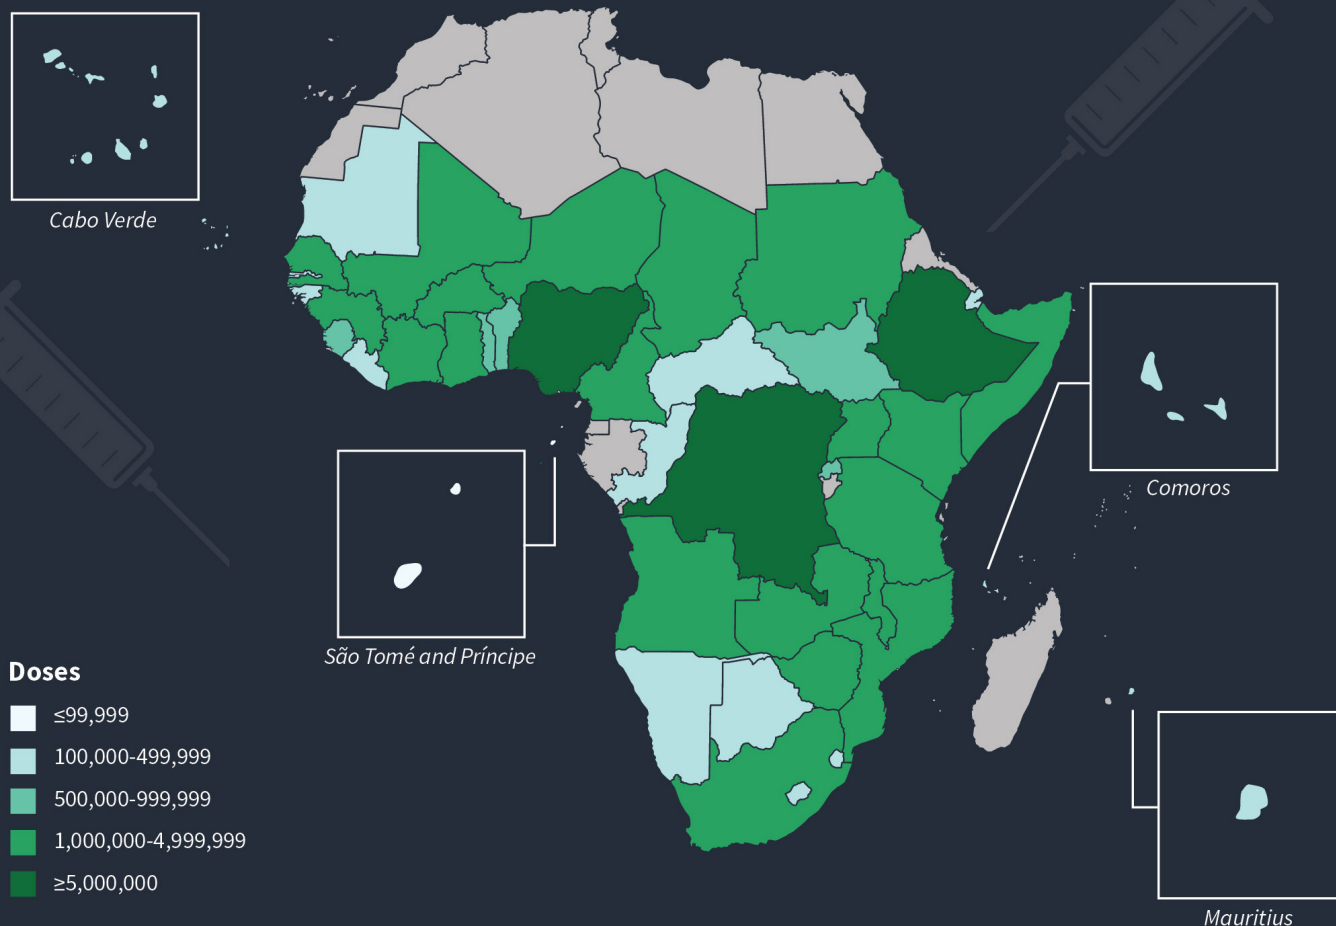 Cabo Verde
Comoros
São Tomé and Príncipe
Doses
≤99,999
100,000-499,999
500,000-999,999
1,000,000-4,999,999
≥5,000,000
Mauritius